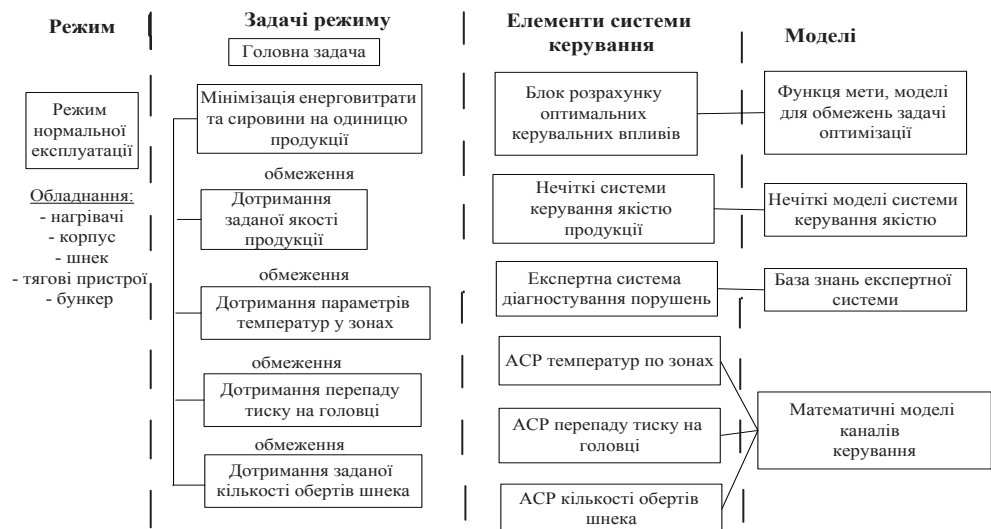 Режим
Режим
нормальної
експлуатації
Обладнання:
- нагрівачі
- корпус
- шнек
- тягові пристрої
- бункер
Задачі режиму
Головна задача
Мінімізація енерговитрати
та сировини на одиницю
продукції
обмеження
Дотримання
заданої якості
продукції
обмеження
Дотримання параметрів
температур у зонах
обмеження
Дотримання перепаду
тиску на головці
обмеження
Дотримання заданої
кількості обертів шнека
Елементи системи
керування
Блок розрахунку
оптимальних
керувальних впливів
Нечіткі системи
керування якістю
продукції
Експертна система
діагностування порушень
АСР температур по зонах
АСР перепаду тиску на
головці
АСР кількості обертів
шнека
Моделі
Функця мети, моделі
для обмежень задачі
оптимізації
Нечіткі моделі системи
керування якістю
База знань експертної
системи
Математичні моделі
каналів
керування